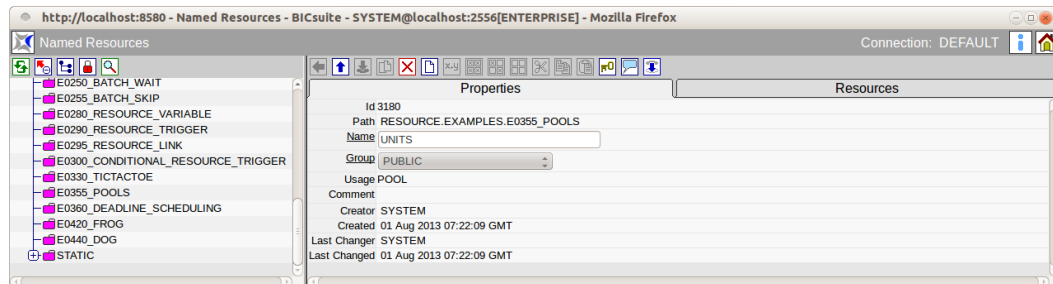 http://localhost:8580 - Named Resources - BICsuite - SYSTEM@localhost:2556[ENTERPRISE] - Mozilla Firefox
Named Resources
Connection: DEFAULT
E0250_BATCH_WAIT
E0255_BATCH_SKIP
E0280_RESOURCE_VARIABLE
E0290_RESOURCE_TRIGGER
E0295_RESOURCE_LINK
E0300_CONDITIONAL_RESOURCE_TRIGGER
E0330_TICTACTOE
E0355_POOLS
E0360_DEADLINE_SCHEDULING
E0420_FROG
E0440_DOG
STATIC
x,y
Properties
Resources
Id 3180
Path RESOURCE.EXAMPLES.E0355_POOLS
Name UNITS
Group PUBLIC
Usage POOL
Comment
Creator SYSTEM
Created 01 Aug 2013 07:22:09 GMT
Last Changer SYSTEM
Last Changed 01 Aug 2013 07:22:09 GMT